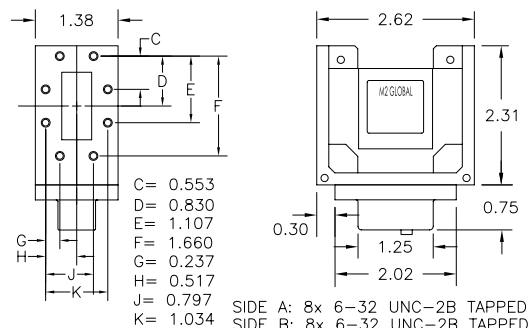 1.38
C
D
E
F
G
H
J
K
C= 0.553
D= 0.830
E= 1.107
F= 1.660
G= 0.237
H= 0.517
J= 0.797
K= 1.034
2.62
M2 GLOBAL
2.31
0.75
0.30
1.25
2.02
SIDE A: 8x 6-32 UNC-2B TAPPED
SIDE B: 8x 6-32 UNC-2B TAPPED